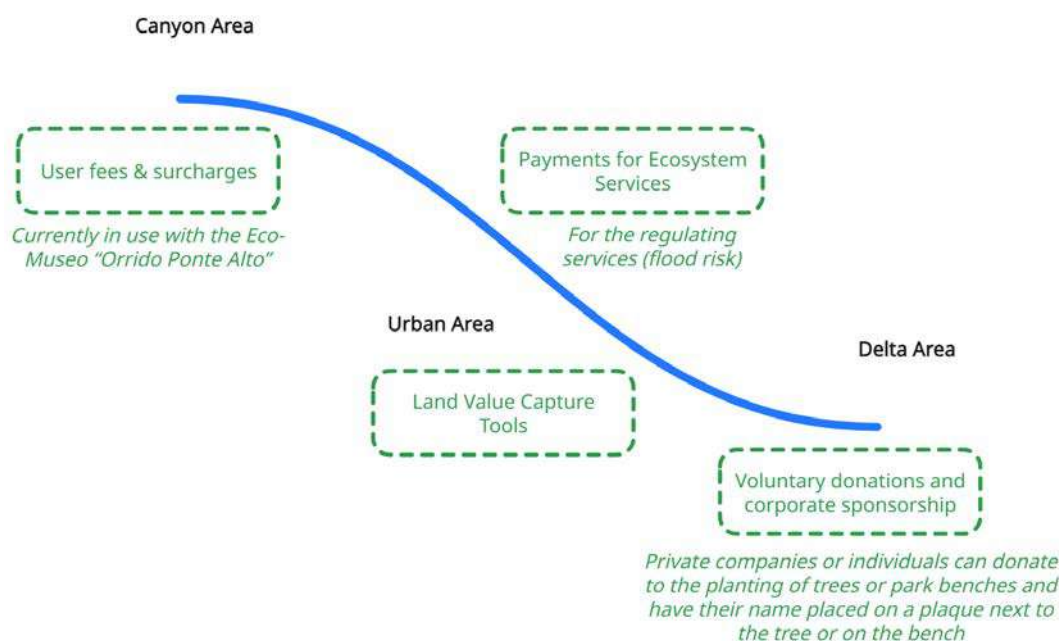 Canyon Area
User fees & surcharges
Currently in use with the Eco-
Museo “Orrido Ponte Alto”
Payments for Ecosystem
Services
For the regulating
services (flood risk)
Urban Area
Land Value Capture
Tools
Delta Area
Voluntary donations and
corporate sponsorship
Private companies or individuals can donate
to the planting of trees or park benches and
have their name placed on a plaque next to
the tree or on the bench